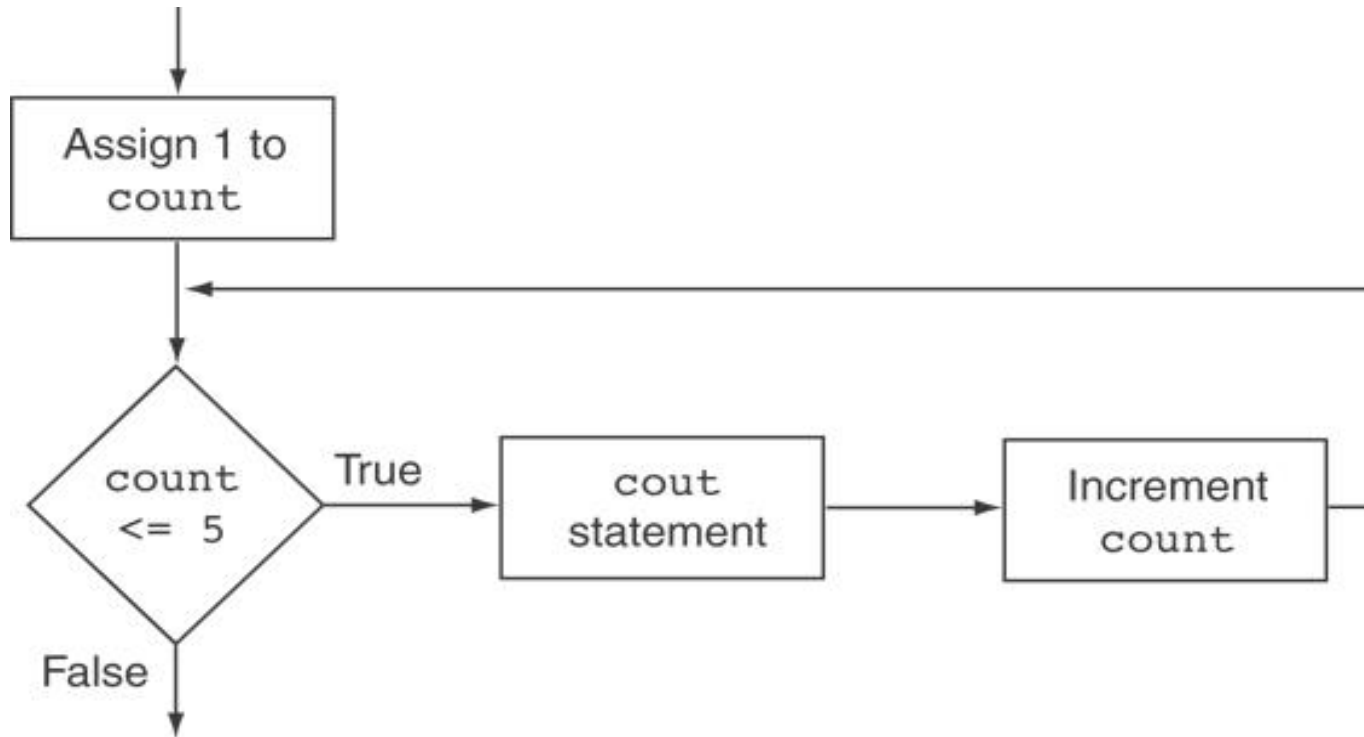 Assign 1 to
count
count
<= 5
True
cout
statement
Increment
count
False